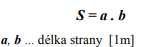 S = a . b
a, b ... délka strany [1m]